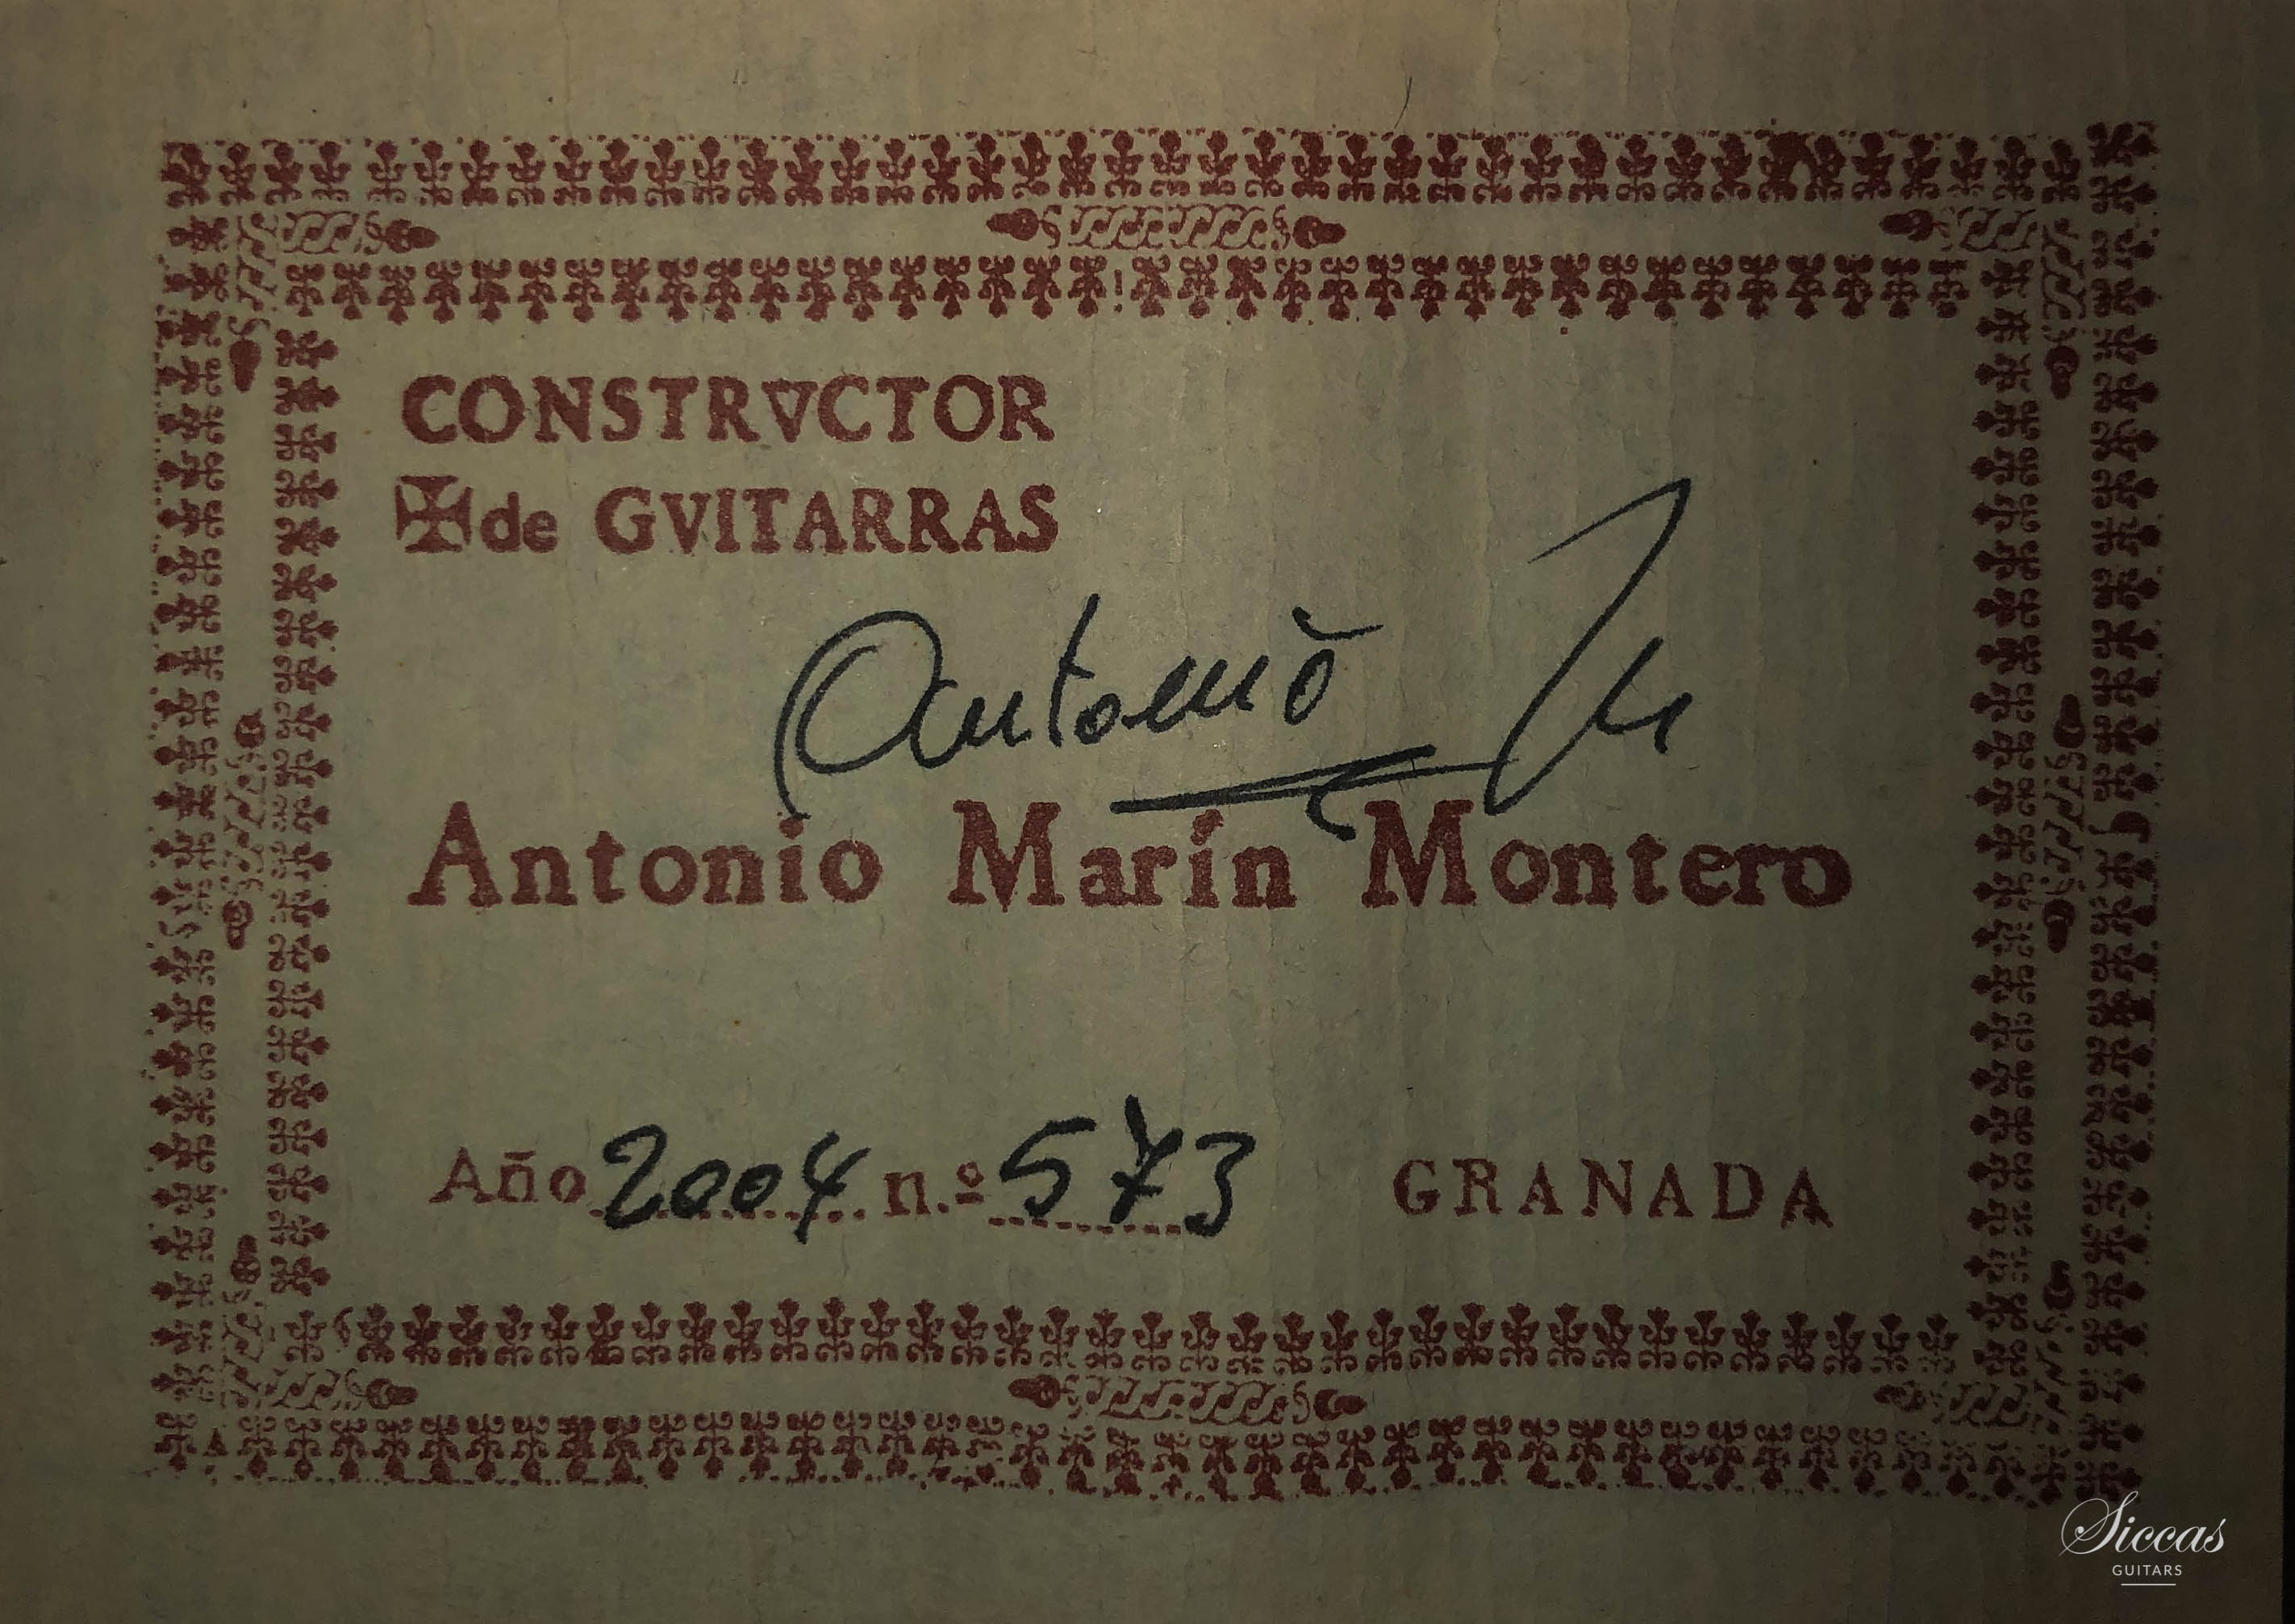 CONSTRVCTOR
✠ de GVITARRAS
Antonio
Antonio Marín Montero
Año 2004 n.º 573 GRANADA
Siccas
GUITARS